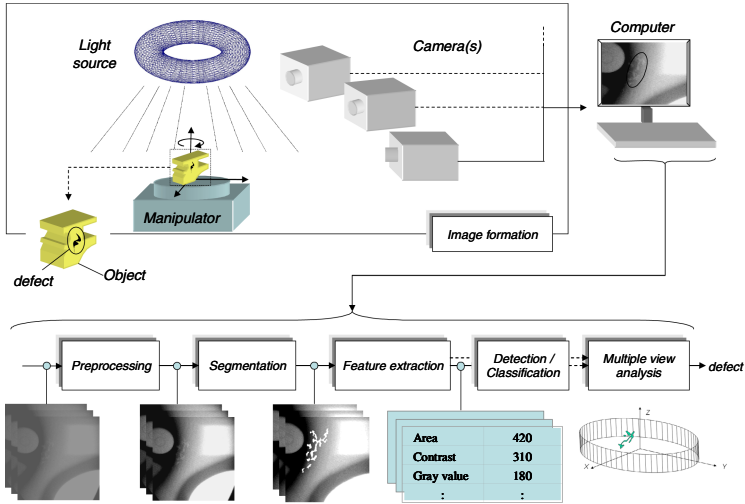 Light
source
Camera(s)
Computer
Manipulator
Image formation
defect
Object
Preprocessing
Segmentation
Feature extraction
Detection /
Classification
Multiple view
analysis
defect
Area 420
Contrast 310
Gray value 180
: :
Z
X
Y